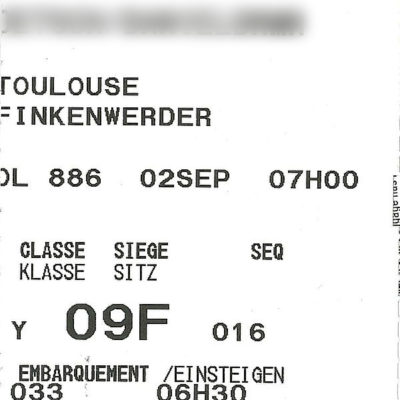 TOULOUSE
FINKENWERDER
OL 886 02SEP 07H00
CLASSE SIEGE SEQ
KLASSE SITZ
Y 09F 016
EMBARQUEMENT /EINSTEIGEN
033 06H30